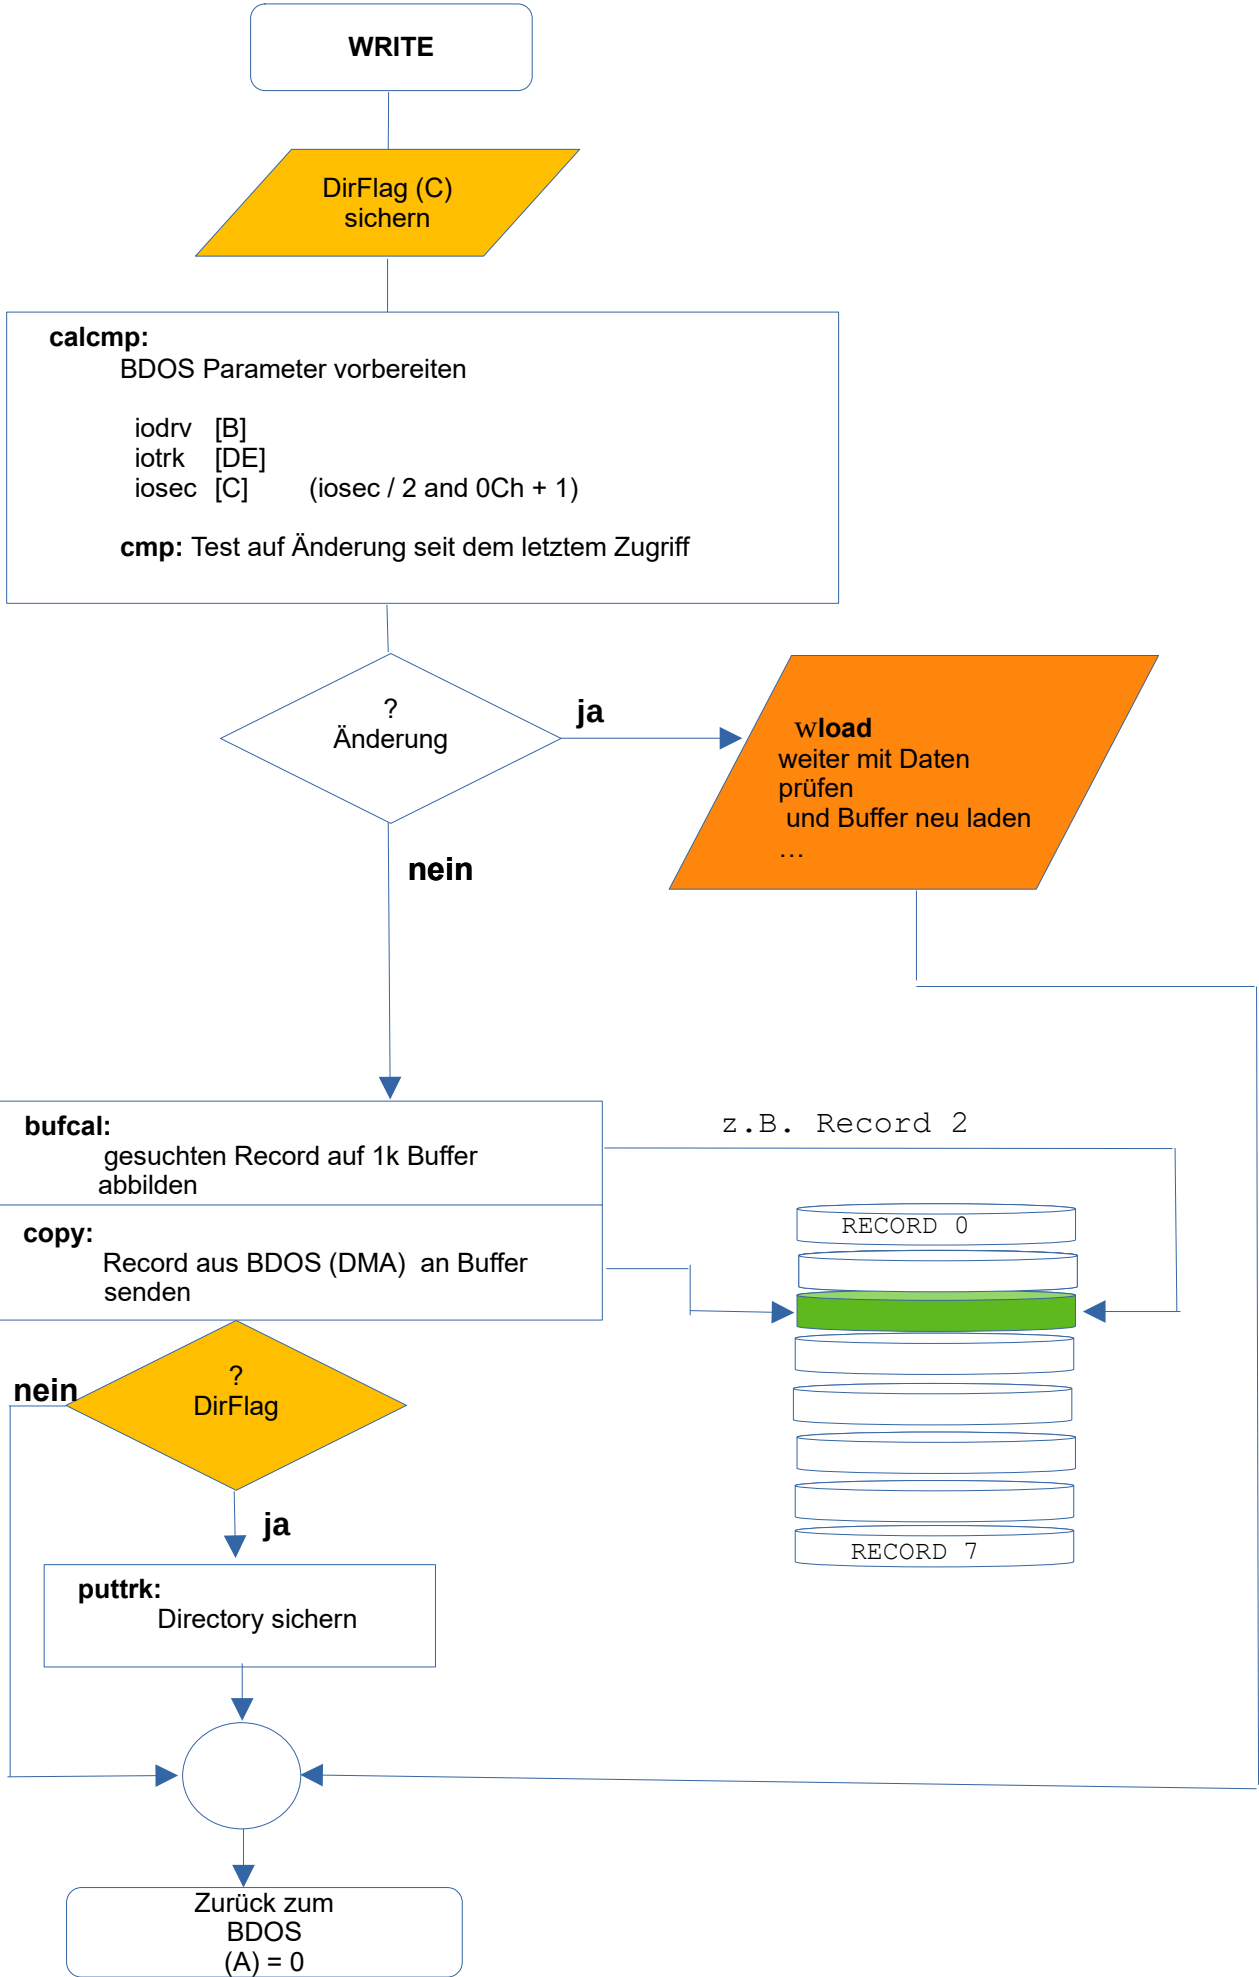 WRITE
DirFlag (C)
sichern
calcmp:
BDOS Parameter vorbereiten
iodrv [B]
iotrk [DE]
iosec [C] (iosec / 2 and 0Ch + 1)
cmp: Test auf Änderung seit dem letztem Zugriff
?
Änderung
ja
wload
weiter mit Daten
prüfen
und Buffer neu laden
…
nein
bufcal:
gesuchten Record auf 1k Buffer
abbilden
z.B. Record 2
copy:
Record aus BDOS (DMA) an Buffer
senden
RECORD 0
RECORD 7
?
DirFlag
nein
ja
puttrk:
Directory sichern
Zurück zum
BDOS
(A) = 0